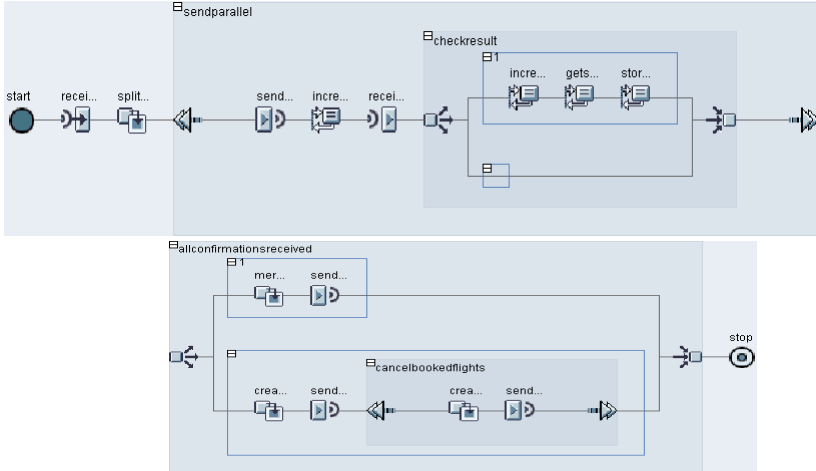 sendparallel
checkresult
1
start
recei...
split...
send...
incre...
recei...
incre...
gets...
stor...
allconfirmationsreceived
1
mer...
send...
stop
cancelbookedflights
crea...
send...
crea...
send...